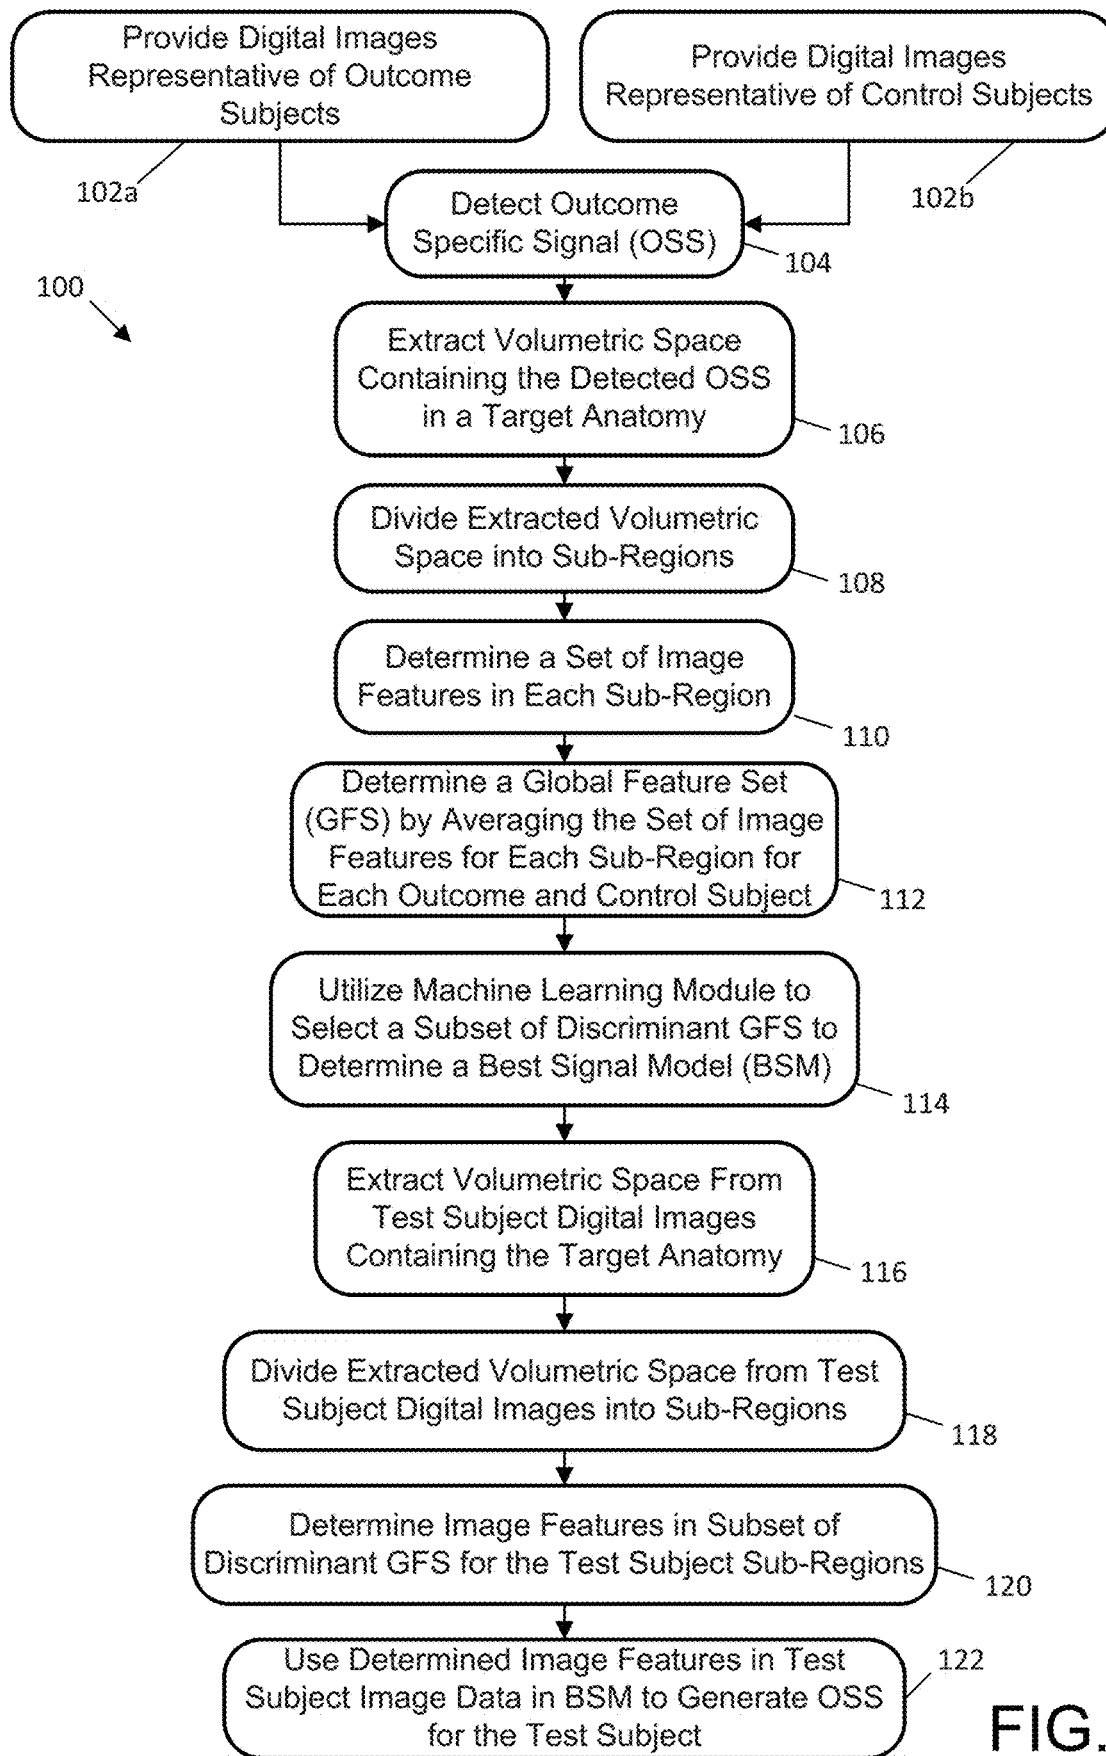 Provide Digital Images
Representative of Outcome
Subjects
Provide Digital Images
Representative of Control Subjects
102a
102b
Detect Outcome
Specific Signal (OSS)
104
100
Extract Volumetric Space
Containing the Detected OSS
in a Target Anatomy
106
Divide Extracted Volumetric
Space into Sub-Regions
108
Determine a Set of Image
Features in Each Sub-Region
110
Determine a Global Feature Set
(GFS) by Averaging the Set of Image
Features for Each Sub-Region for
Each Outcome and Control Subject
112
Utilize Machine Learning Module to
Select a Subset of Discriminant GFS to
Determine a Best Signal Model (BSM)
114
Extract Volumetric Space From
Test Subject Digital Images
Containing the Target Anatomy
116
Divide Extracted Volumetric Space from Test
Subject Digital Images into Sub-Regions
118
Determine Image Features in Subset of
Discriminant GFS for the Test Subject Sub-Regions
120
Use Determined Image Features in Test
Subject Image Data in BSM to Generate OSS
for the Test Subject
122
FIG.